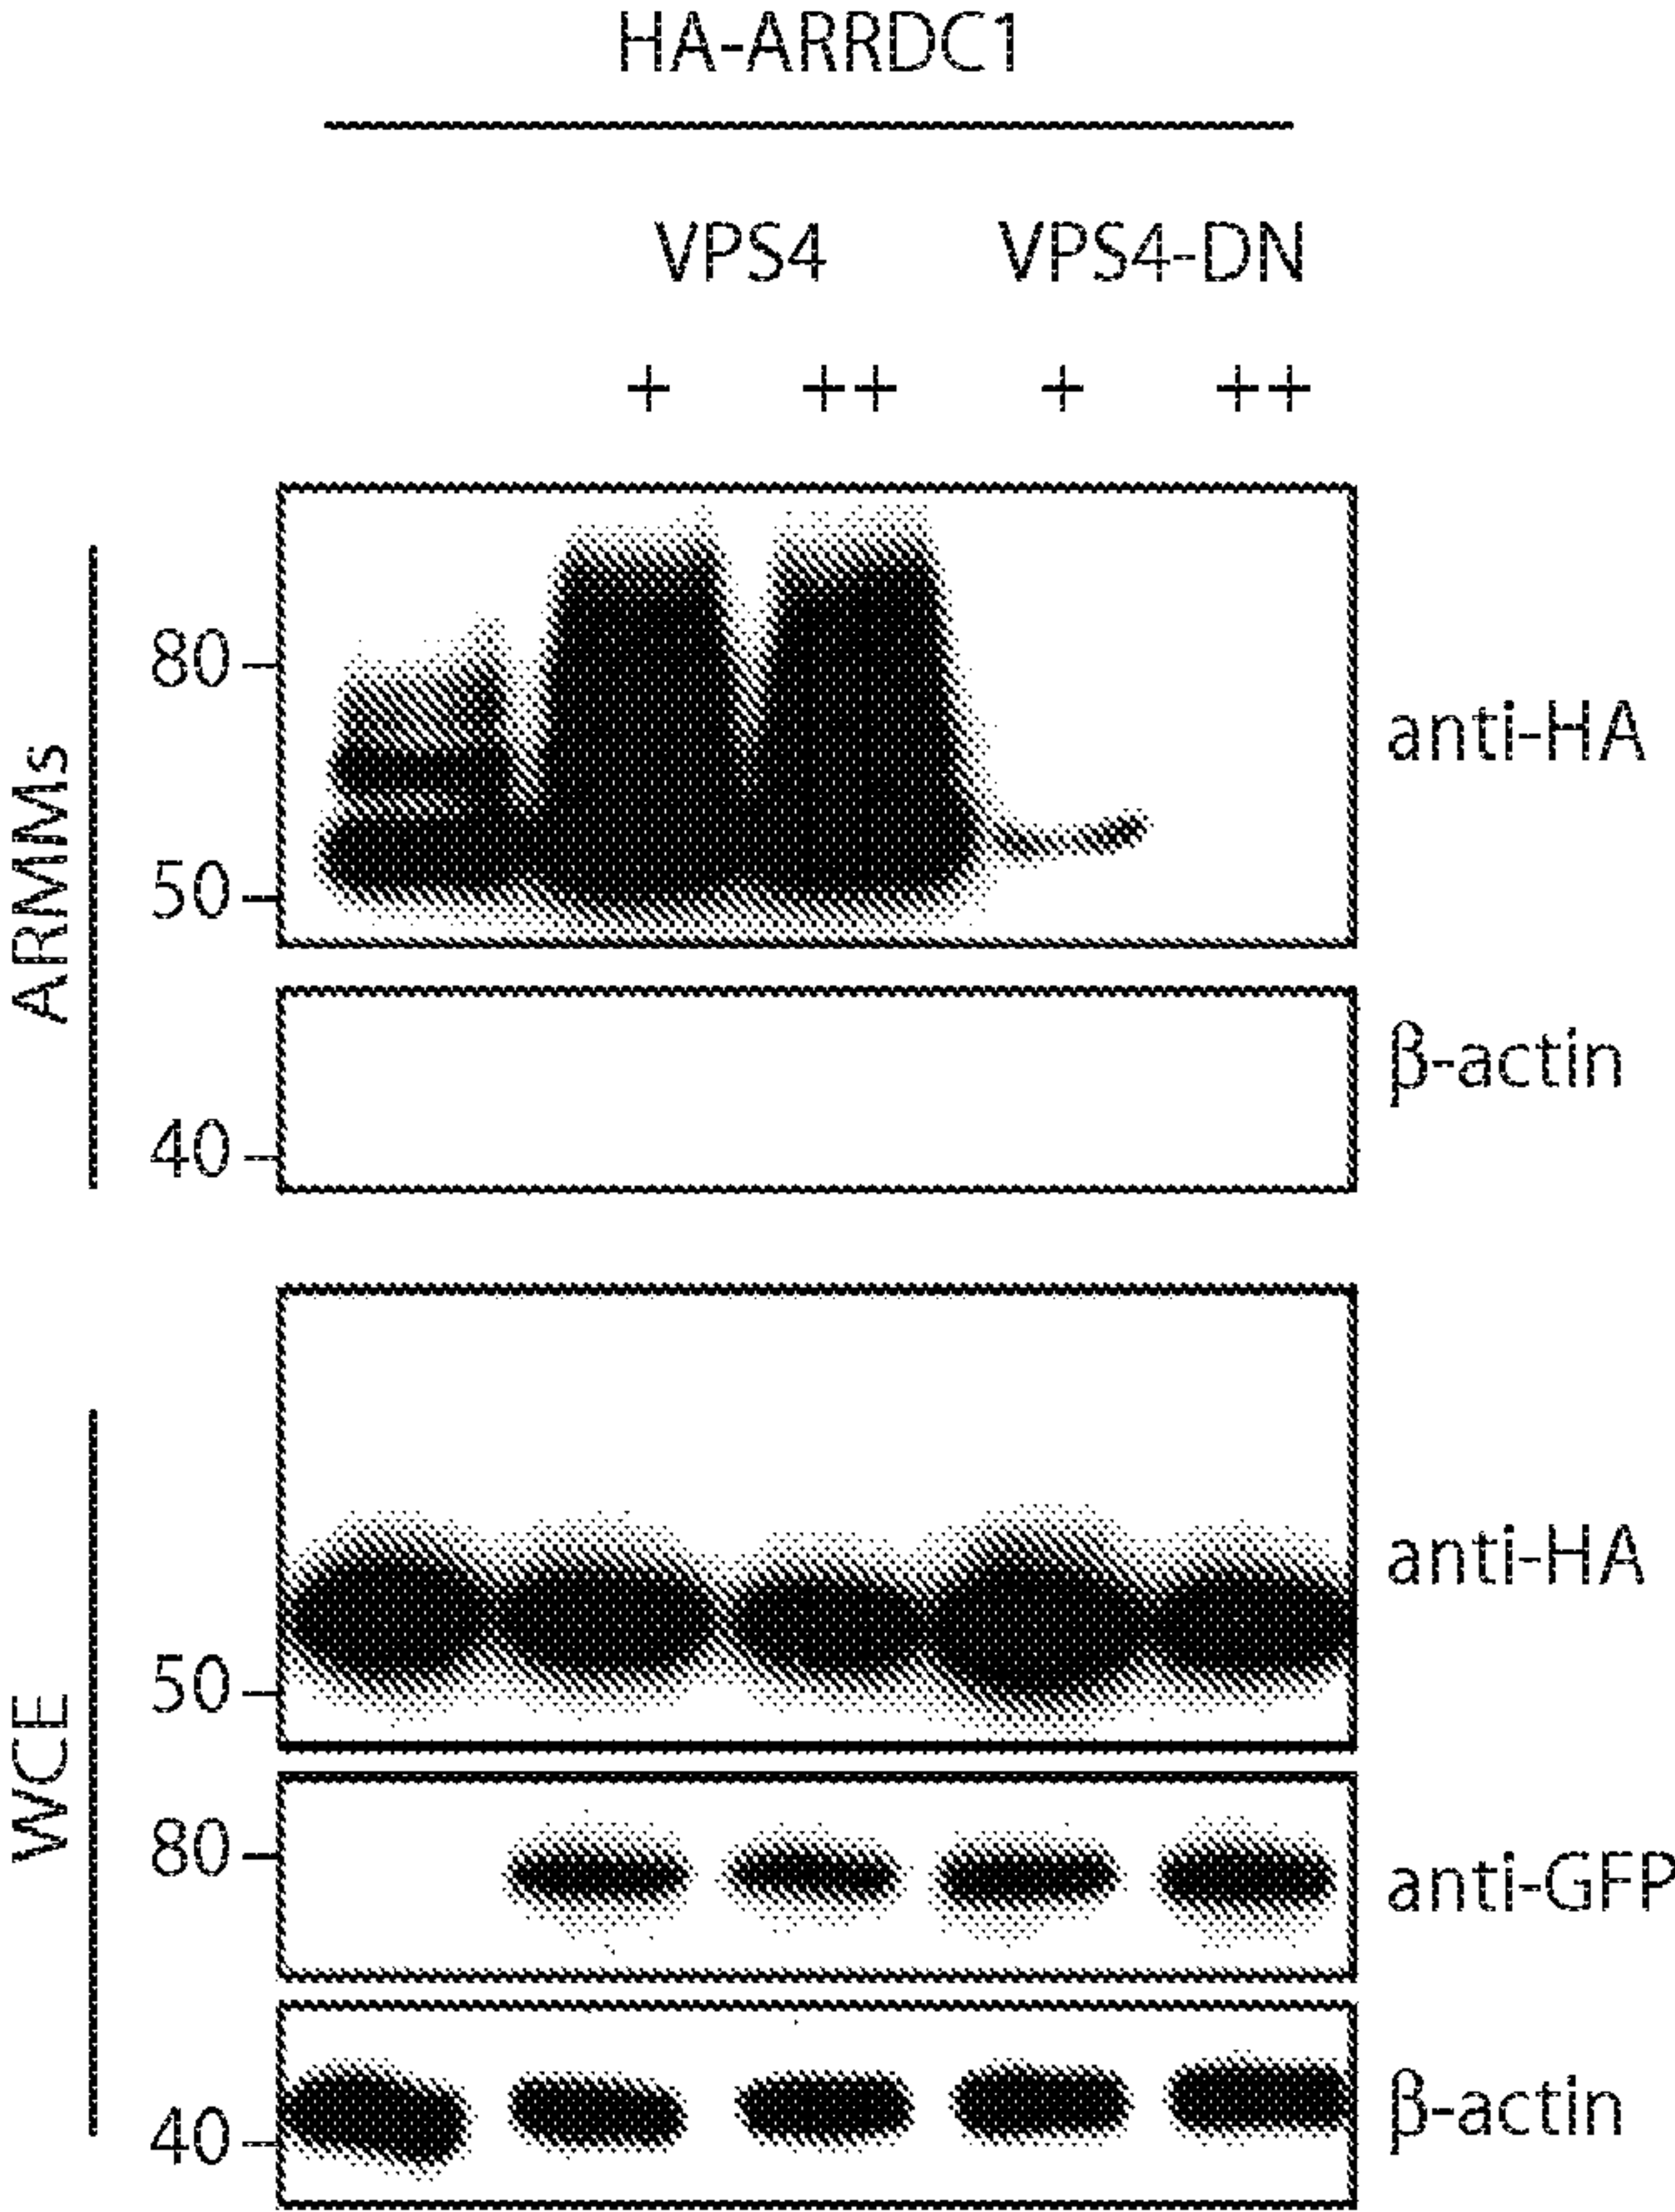 HA-ARRDC1
VPS4 VPS4-DN
+ ++ + ++
ARMMs
80
anti-HA
50
β-actin
40
WCE
anti-HA
50
80
anti-GFP
β-actin
40